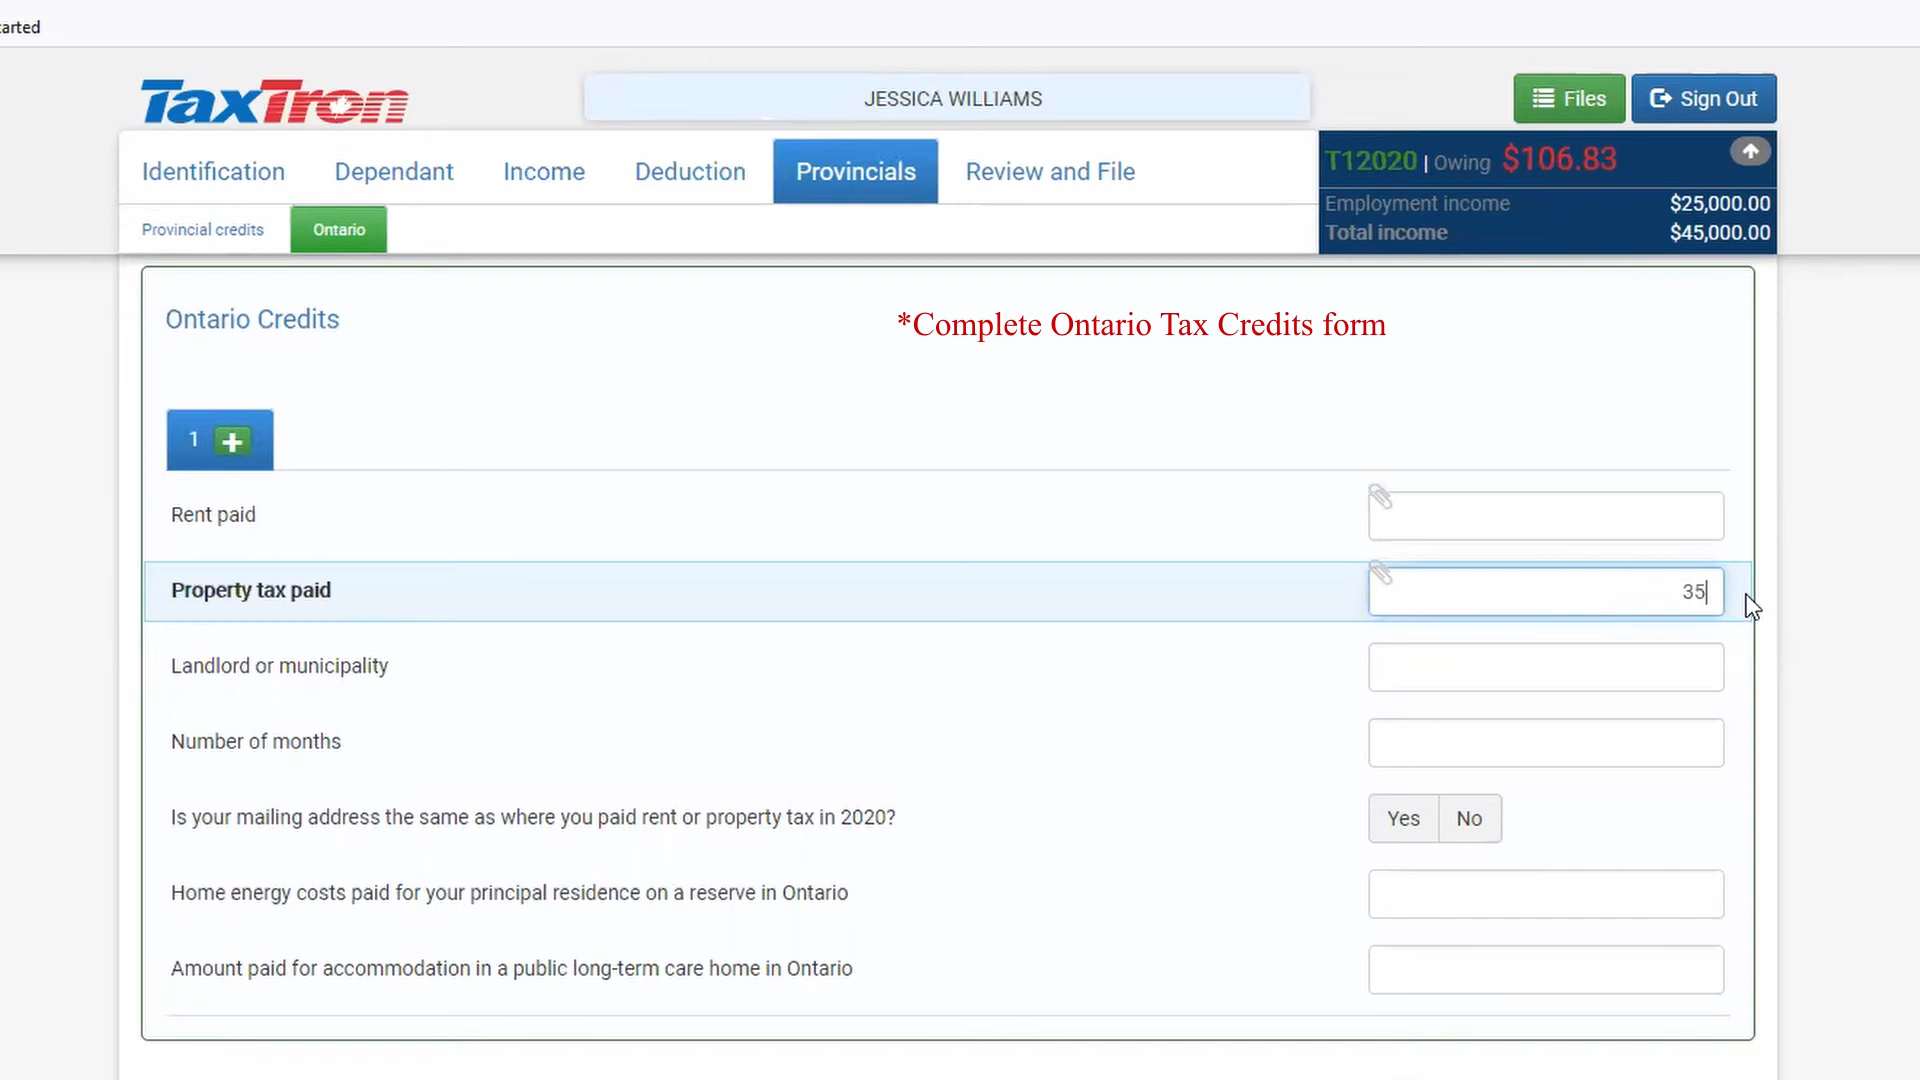 arted
TaxTron
JESSICA WILLIAMS
Files
Sign Out
Identification
Dependant
Income
Deduction
Provincials
Review and File
T12020 | Owing $106.83
Employment income $25,000.00
Total income $45,000.00
Provincial credits
Ontario
Ontario Credits
*Complete Ontario Tax Credits form
1
Rent paid
Property tax paid 35
Landlord or municipality
Number of months
Is your mailing address the same as where you paid rent or property tax in 2020? Yes No
Home energy costs paid for your principal residence on a reserve in Ontario
Amount paid for accommodation in a public long-term care home in Ontario